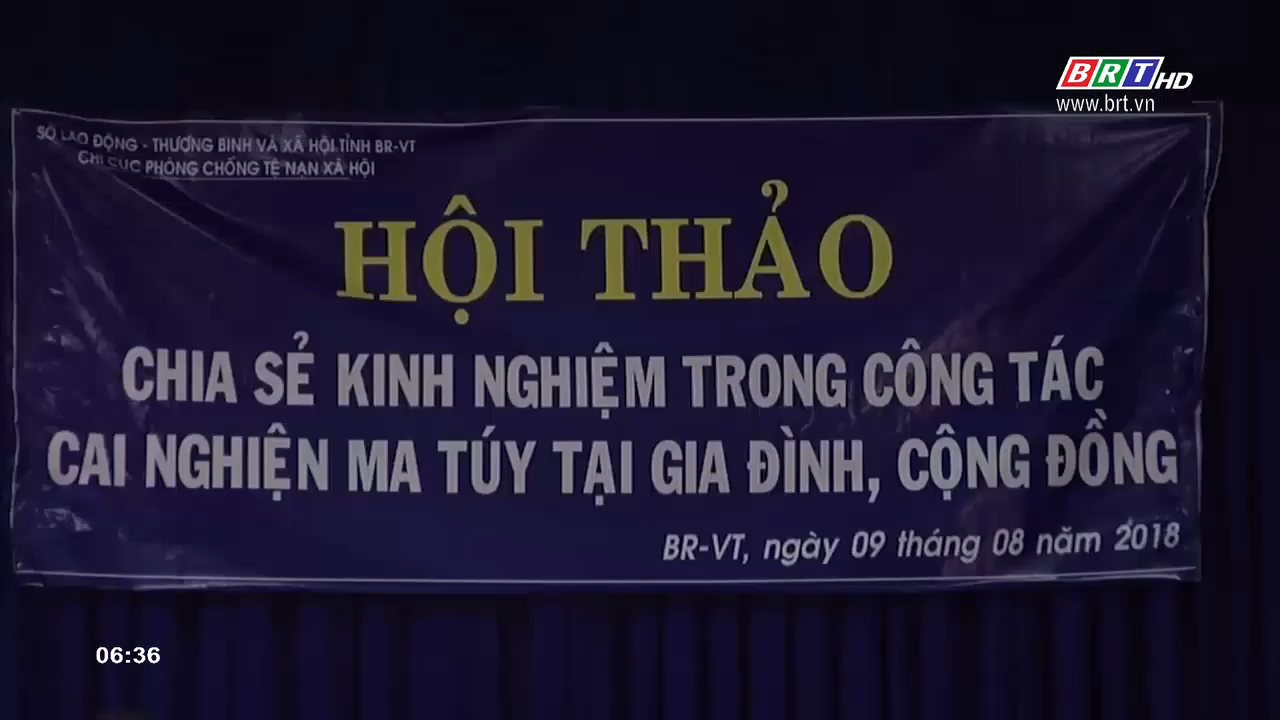 BRT HD
www.brt.vn
SỞ LAO ĐỘNG - THƯƠNG BINH VÀ XÃ HỘI TỈNH BR-VT
CHI CỤC PHÒNG CHỐNG TỆ NẠN XÃ HỘI
HỘI THẢO
CHIA SẺ KINH NGHIỆM TRONG CÔNG TÁC
CAI NGHIỆN MA TÚY TẠI GIA ĐÌNH, CỘNG ĐỒNG
BR-VT, ngày 09 tháng 08 năm 2018
06:36